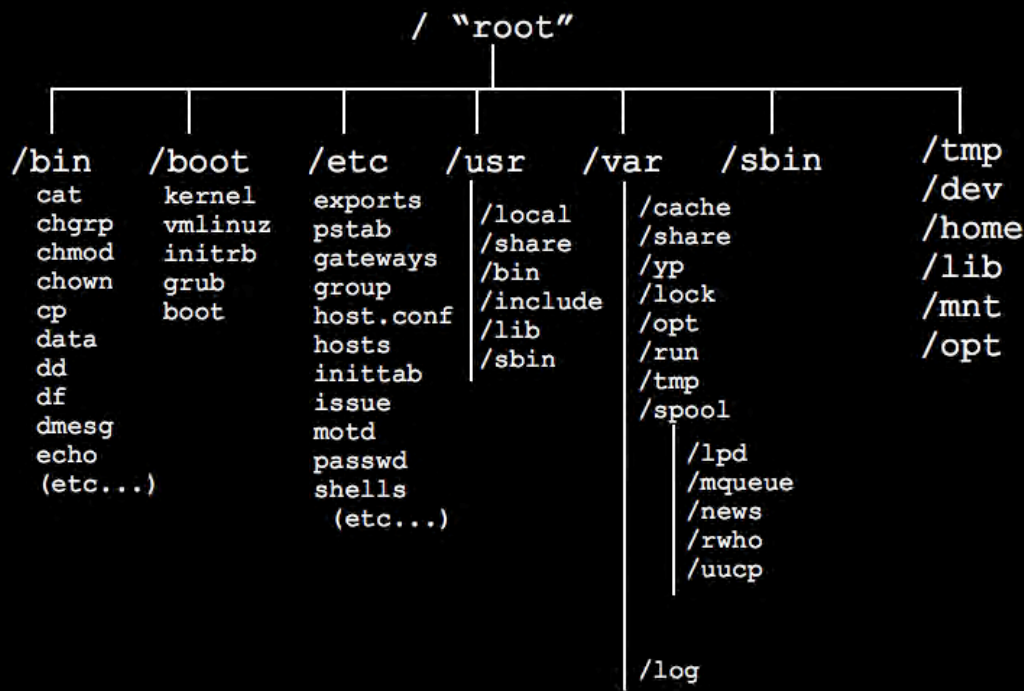 / “root”
/bin
cat
chgrp
chmod
chown
cp
data
dd
df
dmesg
echo
(etc...)
/boot
kernel
vmlinuz
initrb
grub
boot
/etc
exports
pstab
gateways
group
host.conf
hosts
inittab
issue
motd
passwd
shells
(etc...)
/usr
/local
/share
/bin
/include
/lib
/sbin
/var
/cache
/share
/yp
/lock
/opt
/run
/tmp
/spool
/lpd
/mqueue
/news
/rwho
/uucp
/log
/sbin
/tmp
/dev
/home
/lib
/mnt
/opt